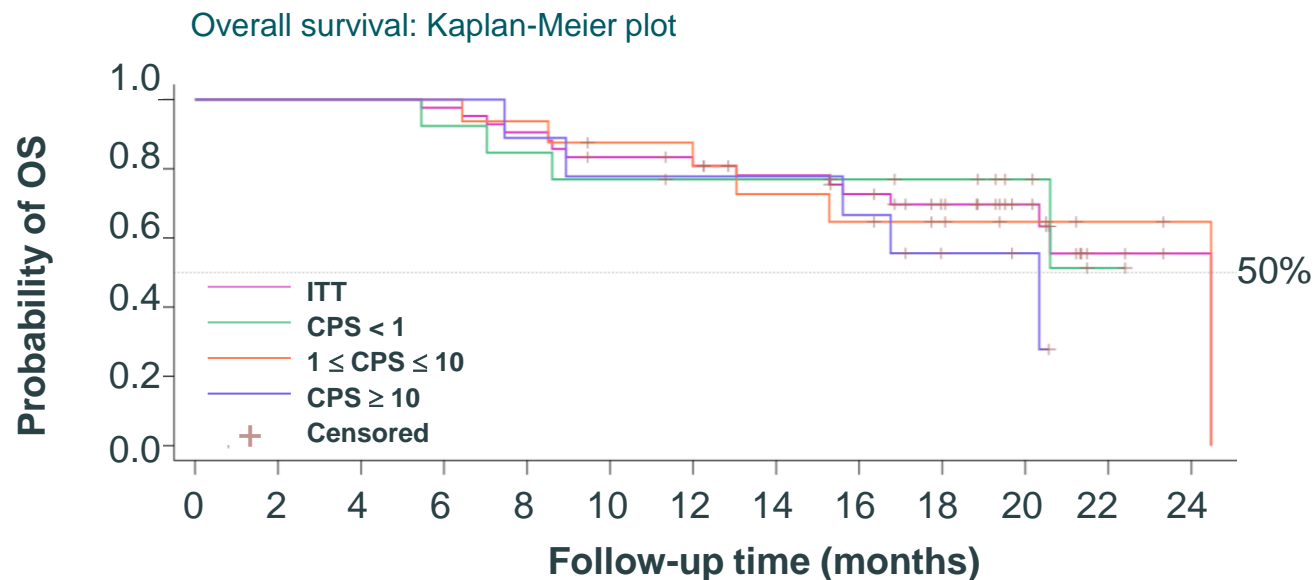 Overall survival: Kaplan-Meier plot
Probability of OS
1.0
0.8
0.6
0.4
0.2
0.0
50%
ITT
CPS < 1
1 ≤ CPS ≤ 10
CPS ≥ 10
Censored
0 2 4 6 8 10 12 14 16 18 20 22 24
Follow-up time (months)